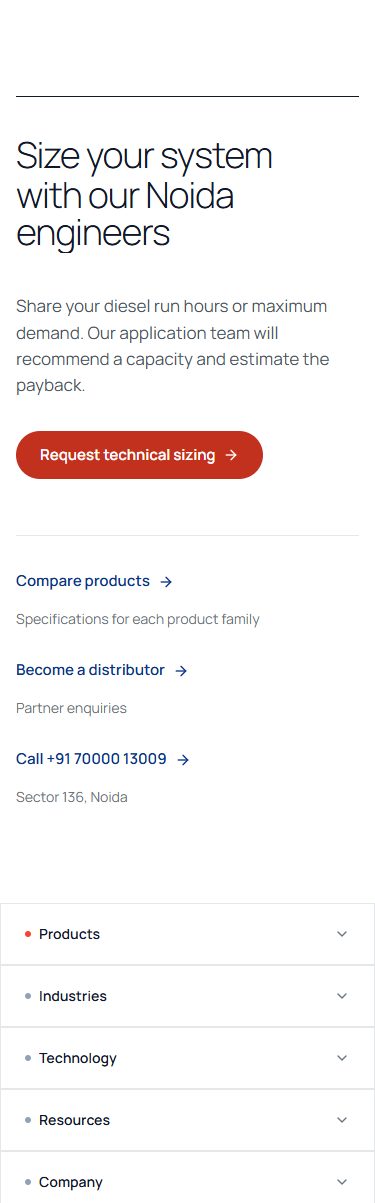 Size your system
with our Noida
engineers
Share your diesel run hours or maximum
demand. Our application team will
recommend a capacity and estimate the
payback.
Request technical sizing →
Compare products →
Specifications for each product family
Become a distributor →
Partner enquiries
Call +91 70000 13009 →
Sector 136, Noida
Products
Industries
Technology
Resources
Company